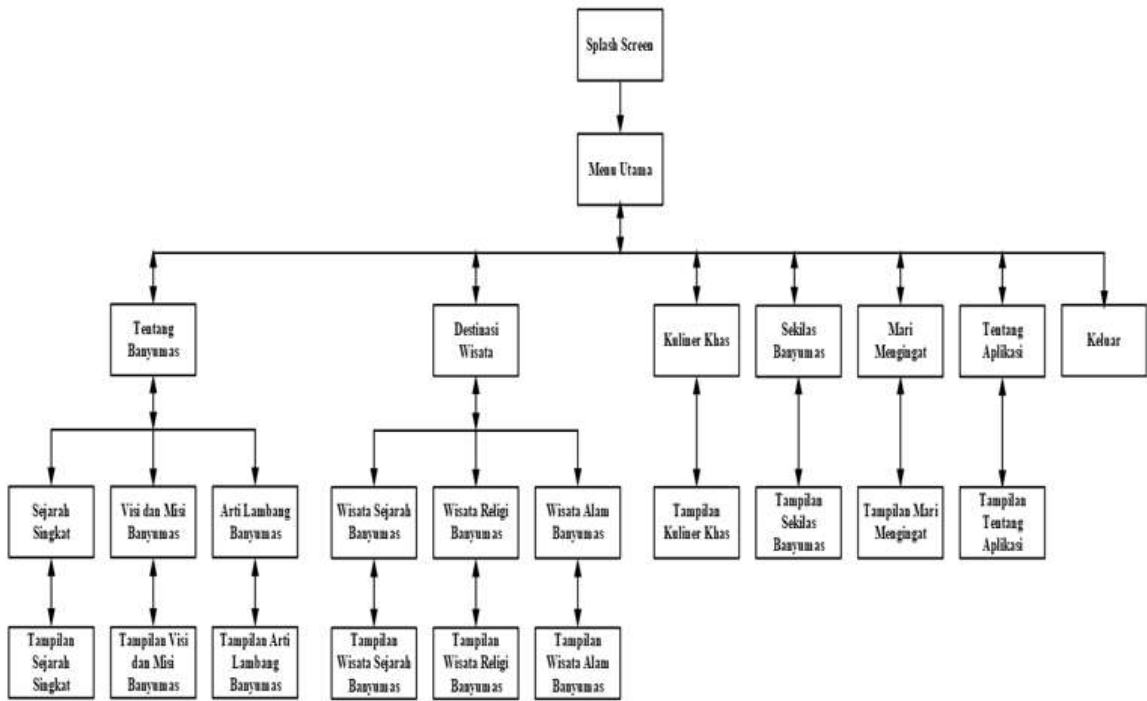 Splash Screen
Menu Utama
Tentang
Banyumas
Destinasi
Wisata
Kuliner Khas
Sekilas
Banyumas
Mari
Mengingat
Tentang
Aplikasi
Keluar
Sejarah
Singkat
Visi dan Misi
Banyumas
Arti Lambang
Banyumas
Wisata Sejarah
Banyumas
Wisata Religi
Banyumas
Wisata Alam
Banyumas
Tampilan
Kuliner Khas
Tampilan
Sekilas
Banyumas
Tampilan Mari
Mengingat
Tampilan
Tentang
Aplikasi
Tampilan
Sejarah
Singkat
Tampilan Visi
dan Misi
Banyumas
Tampilan Arti
Lambang
Banyumas
Tampilan
Wisata Sejarah
Banyumas
Tampilan
Wisata Religi
Banyumas
Tampilan
Wisata Alam
Banyumas